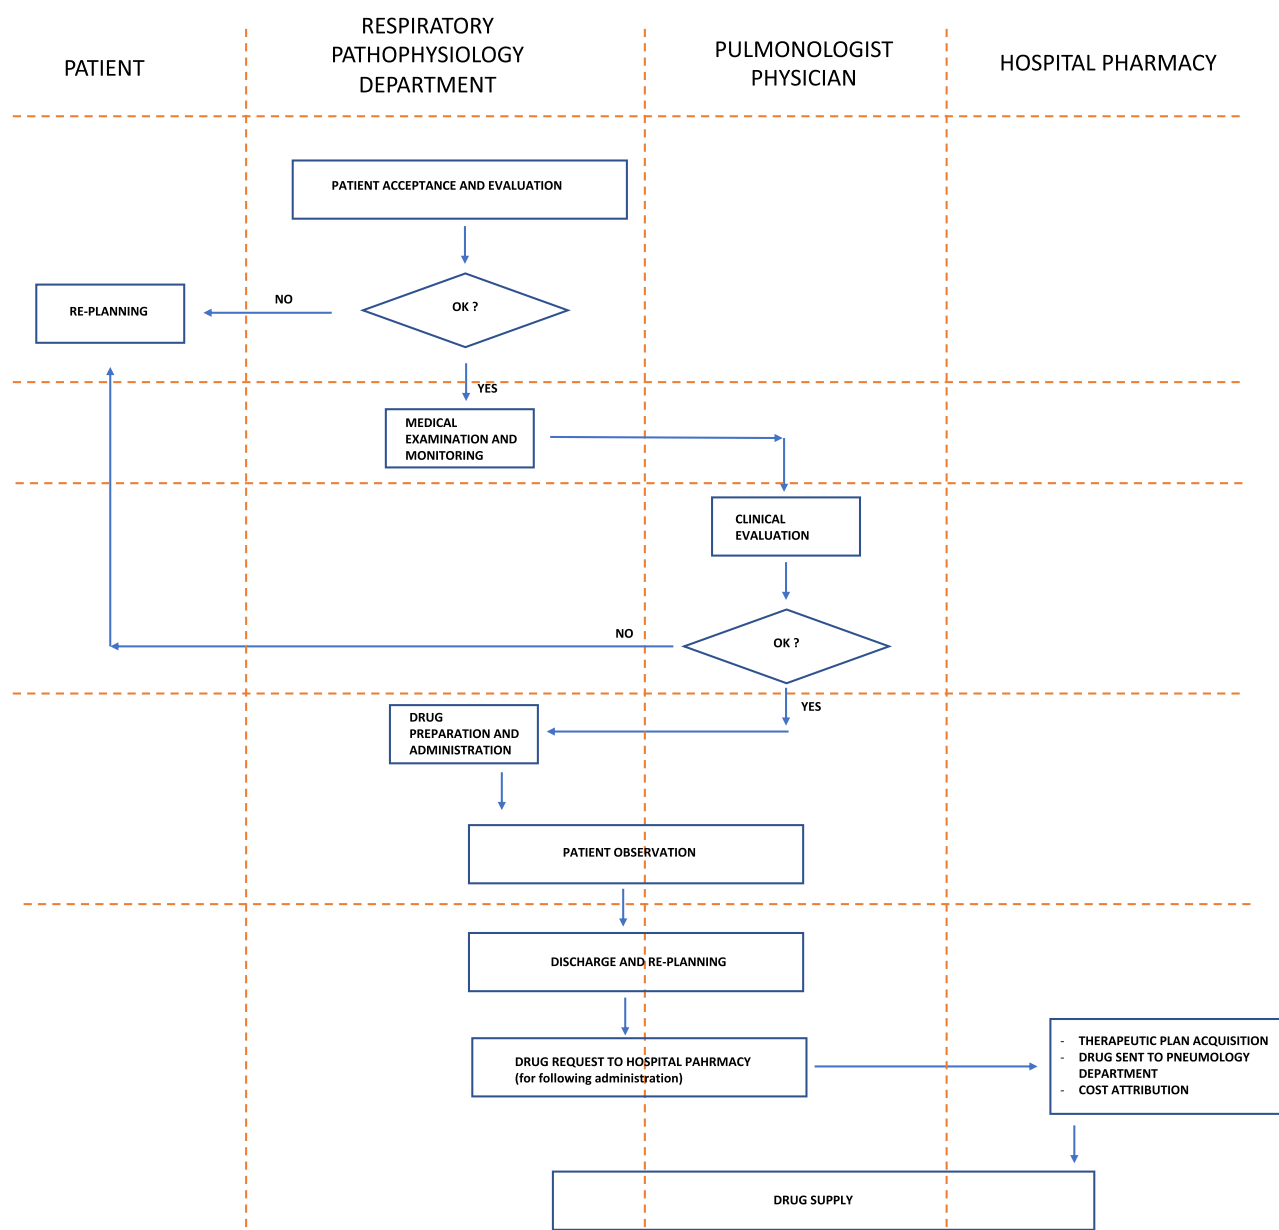 PATIENT
RESPIRATORY
PATHOPHYSIOLOGY
DEPARTMENT
PULMONOLOGIST
PHYSICIAN
HOSPITAL PHARMACY
PATIENT ACCEPTANCE AND EVALUATION
OK ?
NO
RE-PLANNING
YES
MEDICAL
EXAMINATION AND
MONITORING
CLINICAL
EVALUATION
OK ?
NO
YES
DRUG
PREPARATION AND
ADMINISTRATION
PATIENT OBSERVATION
DISCHARGE AND RE-PLANNING
DRUG REQUEST TO HOSPITAL PAHRMACY
(for following administration)
- THERAPEUTIC PLAN ACQUISITION
- DRUG SENT TO PNEUMOLOGY
DEPARTMENT
- COST ATTRIBUTION
DRUG SUPPLY